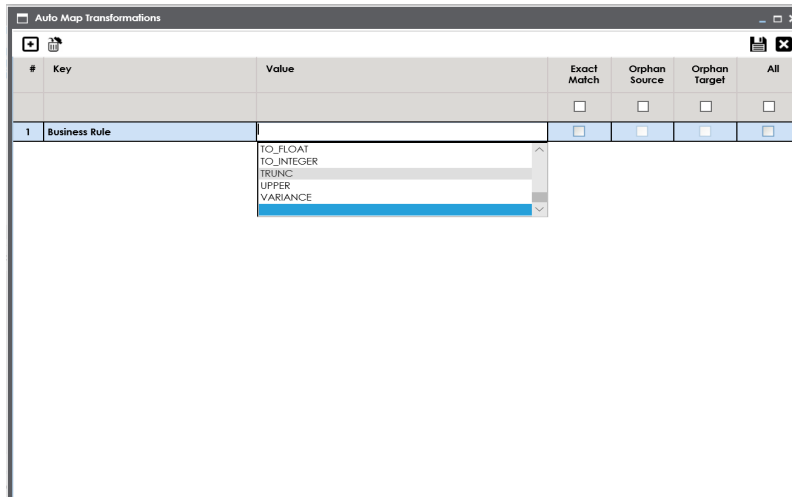 Auto Map Transformations
# Key Value Exact Match Orphan Source Orphan Target All
1 Business Rule
TO_FLOAT
TO_INTEGER
TRUNC
UPPER
VARIANCE